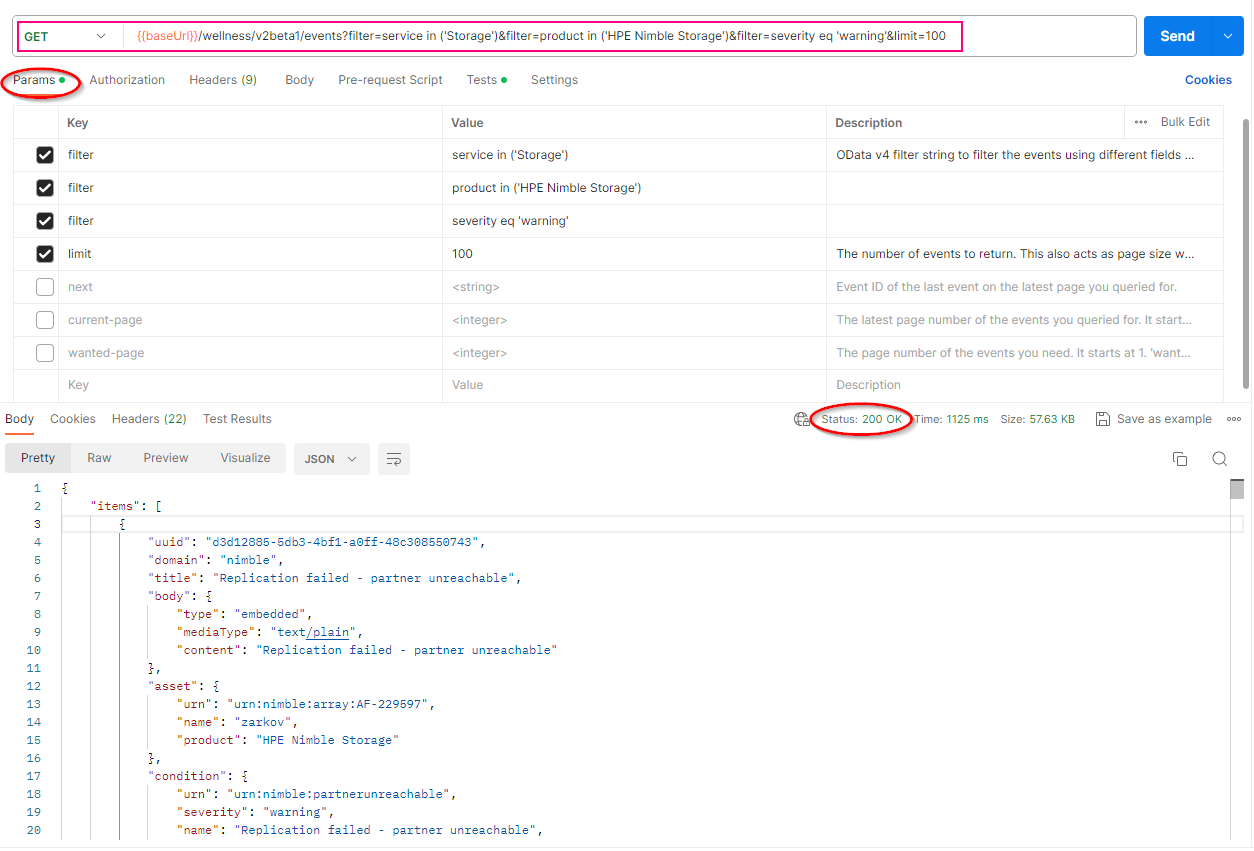 GET {{baseUrl}}/wellness/v2beta1/events?filter=service in ('Storage')&filter=product in ('HPE Nimble Storage')&filter=severity eq 'warning'&limit=100 Send
Params Authorization Headers (9) Body Pre-request Script Tests Settings Cookies
Key Value Description ••• Bulk Edit
filter service in ('Storage') OData v4 filter string to filter the events using different fields ...
filter product in ('HPE Nimble Storage')
filter severity eq 'warning'
limit 100 The number of events to return. This also acts as page size w...
next <string> Event ID of the last event on the latest page you queried for.
current-page <integer> The latest page number of the events you queried for. It start...
wanted-page <integer> The page number of the events you need. It starts at 1. 'want...
Key Value Description
Body Cookies Headers (22) Test Results Status: 200 OK Time: 1125 ms Size: 57.63 KB Save as example •••
Pretty Raw Preview Visualize JSON
1 {
2 "items": [
3 {
4 "uuid": "d3d12885-5db3-4bf1-a0ff-48c308550743",
5 "domain": "nimble",
6 "title": "Replication failed - partner unreachable",
7 "body": {
8 "type": "embedded",
9 "mediaType": "text/plain",
10 "content": "Replication failed - partner unreachable"
11 },
12 "asset": {
13 "urn": "urn:nimble:array:AF-229597",
14 "name": "zarkov",
15 "product": "HPE Nimble Storage"
16 },
17 "condition": {
18 "urn": "urn:nimble:partnerunreachable",
19 "severity": "warning",
20 "name": "Replication failed - partner unreachable",